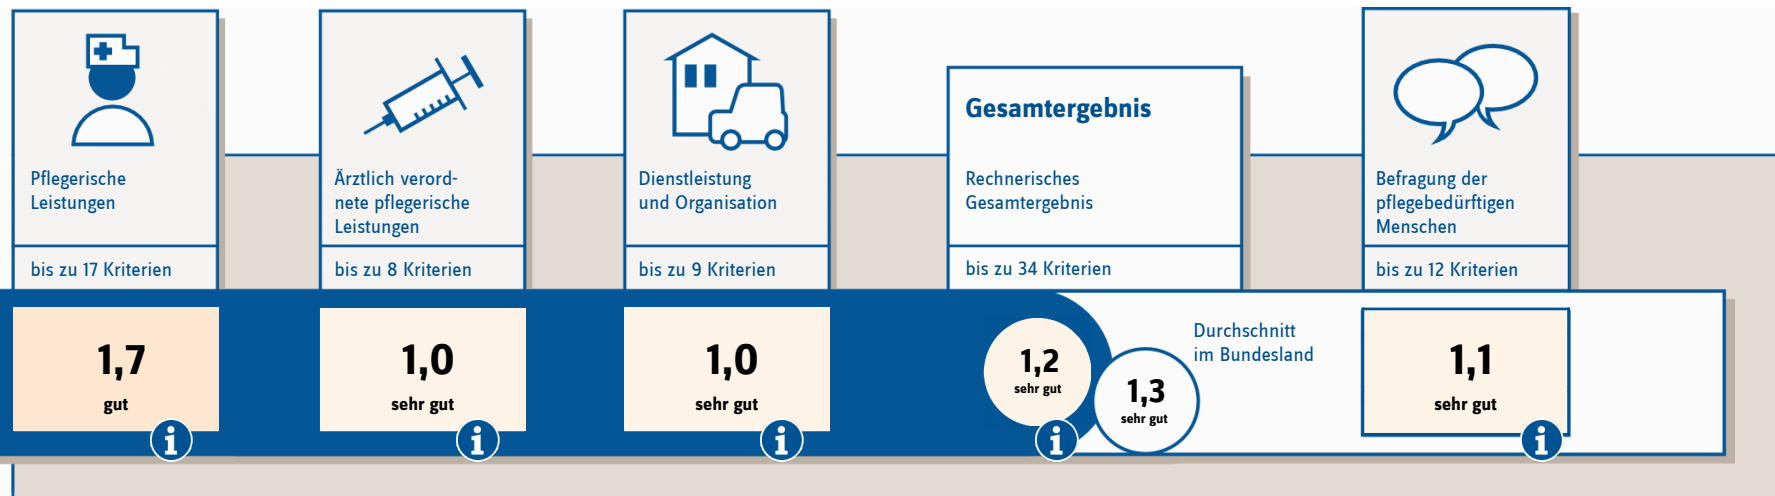 Pflegerische
Leistungen
bis zu 17 Kriterien
1,7
gut
i
Ärztlich verord-
nete pflegerische
Leistungen
bis zu 8 Kriterien
1,0
sehr gut
i
Dienstleistung
und Organisation
bis zu 9 Kriterien
1,0
sehr gut
i
Gesamtergebnis
Rechnerisches
Gesamtergebnis
bis zu 34 Kriterien
1,2
sehr gut
i
1,3
sehr gut
Durchschnitt
im Bundesland
Befragung der
pflegebedürftigen
Menschen
bis zu 12 Kriterien
1,1
sehr gut
i